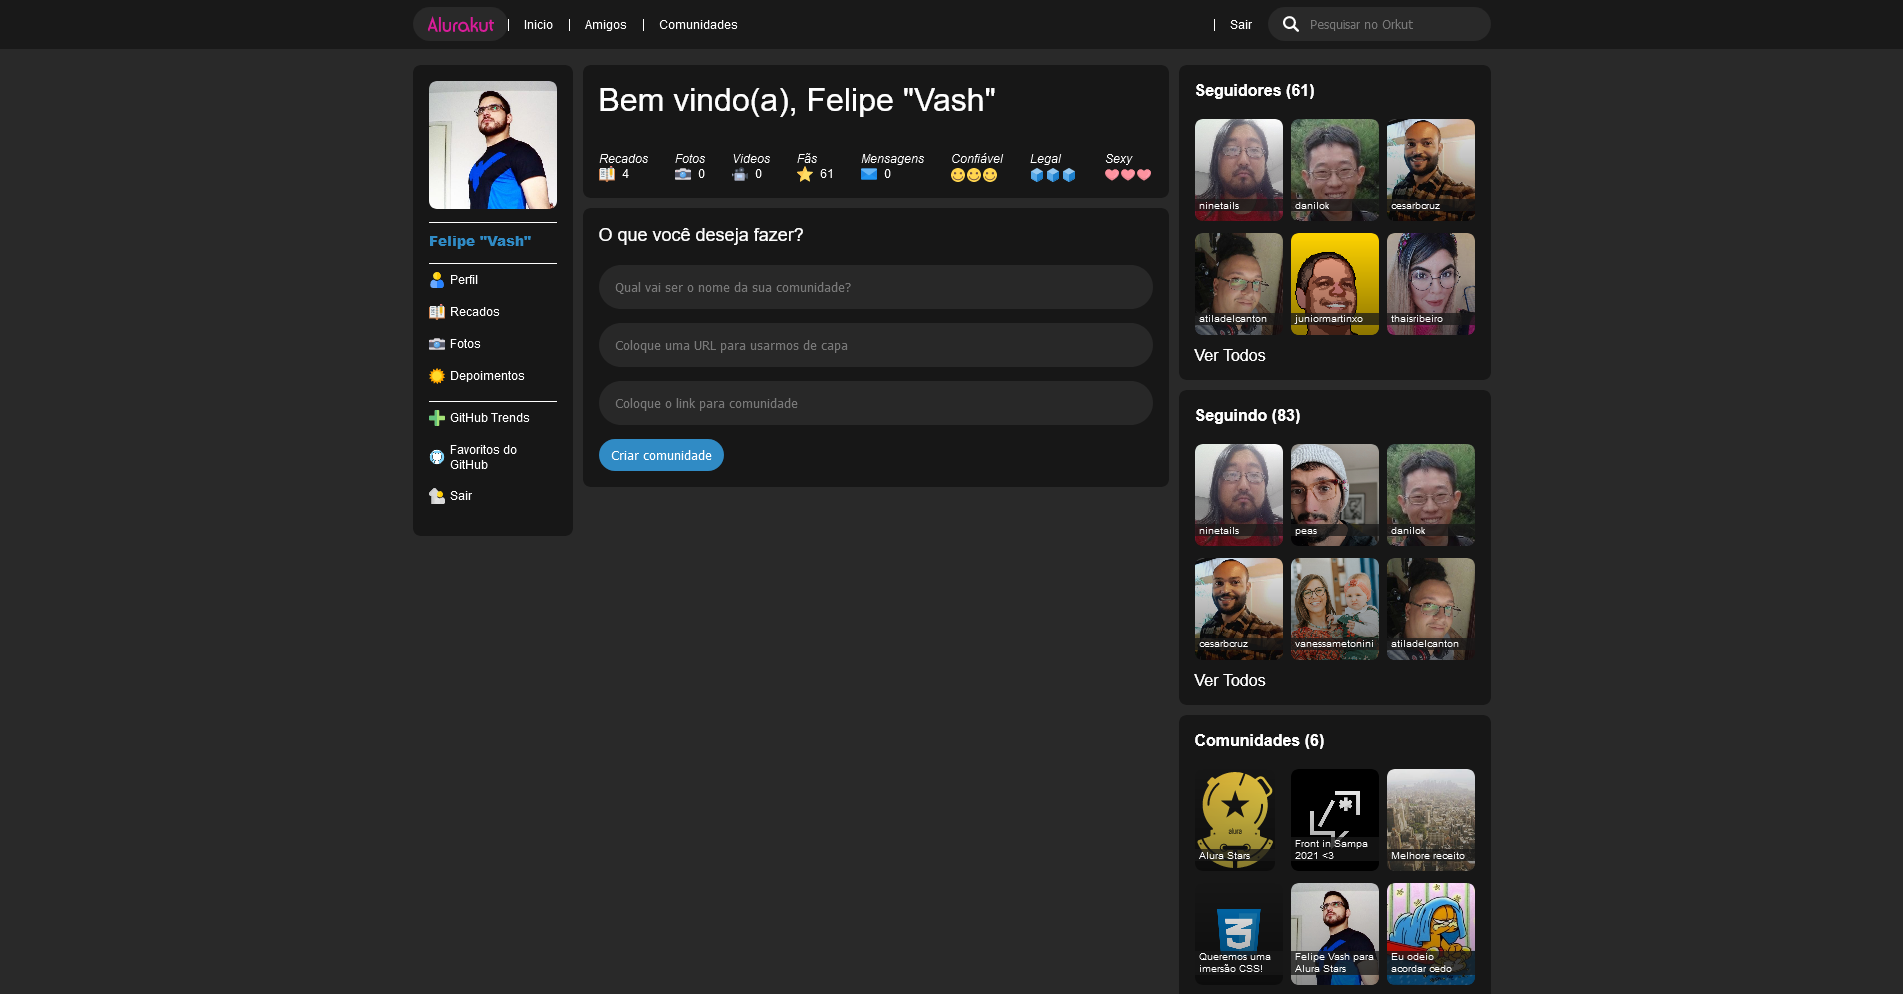 Alurakut
Inicio
Amigos
Comunidades
Sair
Pesquisar no Orkut
Felipe "Vash"
Perfil
Recados
Fotos
Depoimentos
GitHub Trends
Favoritos do
GitHub
Sair
Bem vindo(a), Felipe "Vash"
Recados Fotos Videos Fãs Mensagens Confiável Legal Sexy
4 0 0 61 0
O que você deseja fazer?
Qual vai ser o nome da sua comunidade?
Coloque uma URL para usarmos de capa
Coloque o link para comunidade
Criar comunidade
Seguidores (61)
ninetails
danilok
cesarbcruz
atiladelcanton
juniormartinxo
thaisribeiro
Ver Todos
Seguindo (83)
ninetails
peas
danilok
cesarbcruz
vanessametonini
atiladelcanton
Ver Todos
Comunidades (6)
alura
Alura Stars
Front in Sampa
2021 <3
Melhore receito
Queremos uma
imersão CSS!
Felipe Vash para
Alura Stars
Eu odeio
acordar cedo